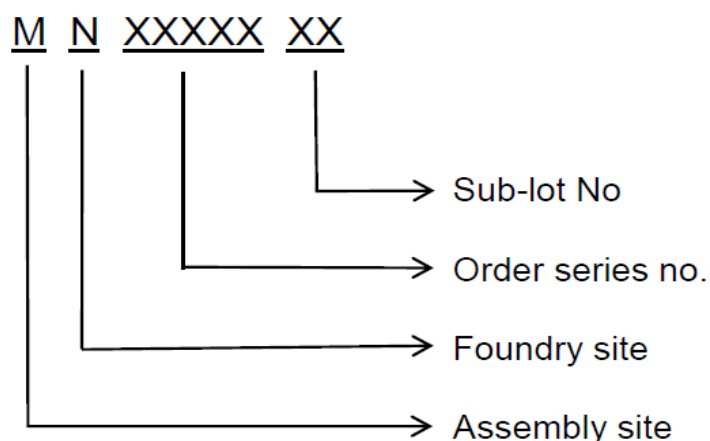 M N XXXXX XX
Sub-lot No
Order series no.
Foundry site
Assembly site